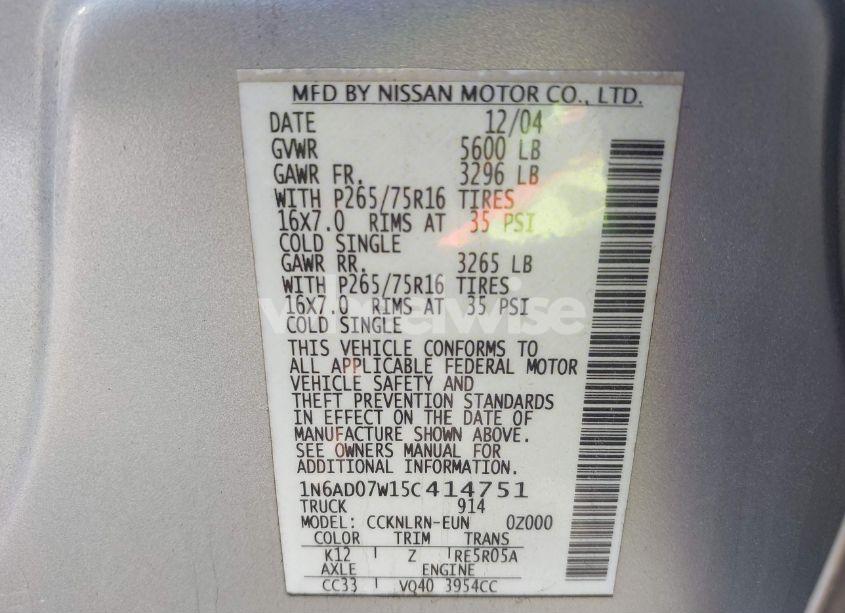 MFD BY NISSAN MOTOR CO., LTD.
DATE 12/04
GVWR 5600 LB
GAWR FR. 3296 LB
WITH P265/75R16 TIRES
16X7.0 RIMS AT 35 PSI
COLD SINGLE
GAWR RR. 3265 LB
WITH P265/75R16 TIRES
16X7.0 RIMS AT 35 PSI
COLD SINGLE
THIS VEHICLE CONFORMS TO
ALL APPLICABLE FEDERAL MOTOR
VEHICLE SAFETY AND
THEFT PREVENTION STANDARDS
IN EFFECT ON THE DATE OF
MANUFACTURE SHOWN ABOVE.
SEE OWNERS MANUAL FOR
ADDITIONAL INFORMATION.
1N6AD07W15C414751
TRUCK 914
MODEL: CCKNLRN-EUN 0Z000
COLOR TRIM TRANS
K12 Z RE5R05A
AXLE ENGINE
CC33 VQ40 3954CC